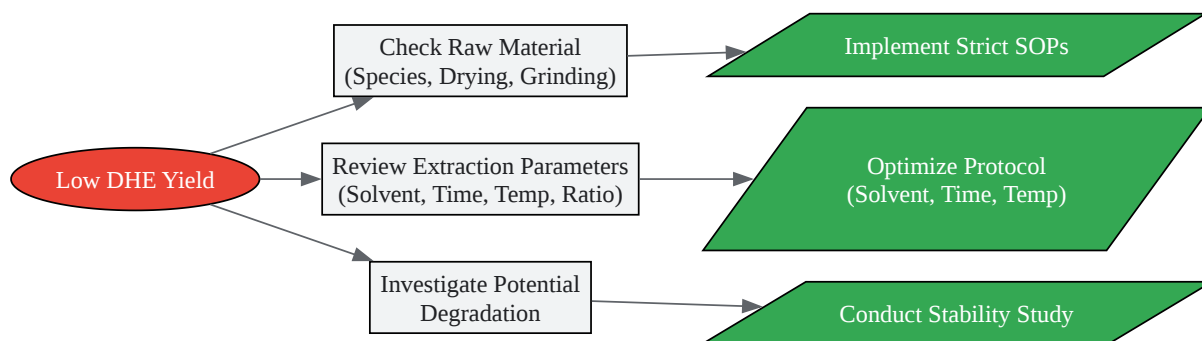 Low DHE Yield
Check Raw Material
(Species, Drying, Grinding)
Implement Strict SOPs
Review Extraction Parameters
(Solvent, Time, Temp, Ratio)
Optimize Protocol
(Solvent, Time, Temp)
Investigate Potential
Degradation
Conduct Stability Study